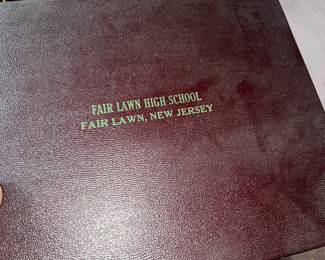 FAIR LAWN HIGH SCHOOL
FAIR LAWN, NEW JERSEY